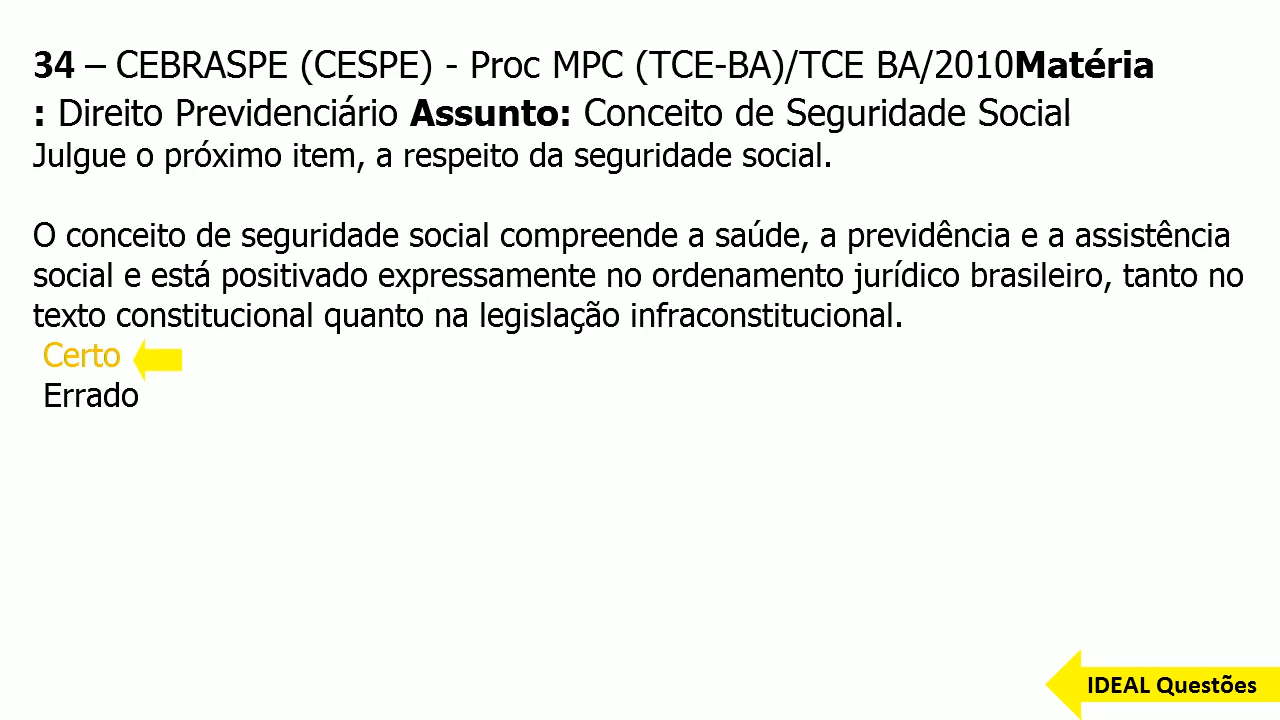 34 – CEBRASPE (CESPE) - Proc MPC (TCE-BA)/TCE BA/2010Matéria
: Direito Previdenciário Assunto: Conceito de Seguridade Social
Julgue o próximo item, a respeito da seguridade social.
O conceito de seguridade social compreende a saúde, a previdência e a assistência
social e está positivado expressamente no ordenamento jurídico brasileiro, tanto no
texto constitucional quanto na legislação infraconstitucional.
Certo
Errado
IDEAL Questões